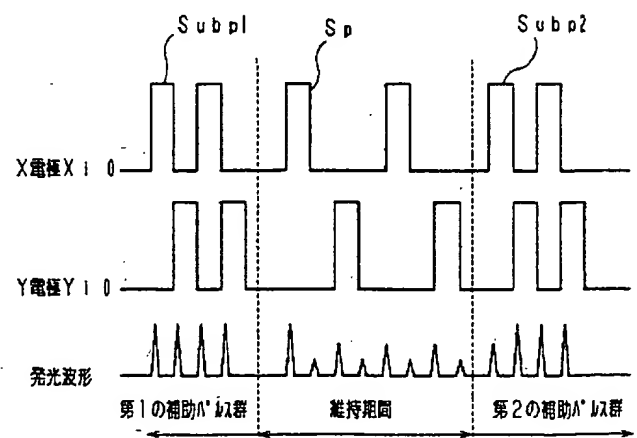 Subp1
Sp
Subp2
X電極Xi 0
Y電極Yi 0
発光波形
第1の補助パルス群
維持期間
第2の補助パルス群